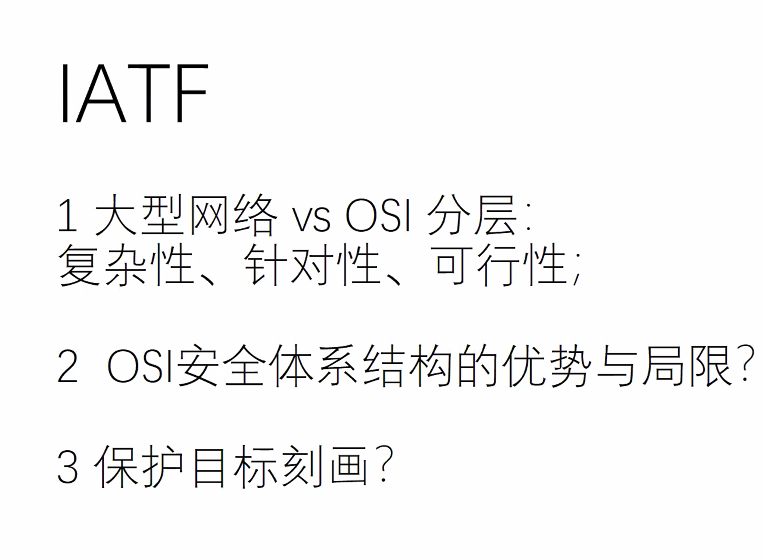 IATF
1 大型网络 vs OSI 分层：
复杂性、针对性、可行性；
2 OSI安全体系结构的优势与局限？
3 保护目标刻画？